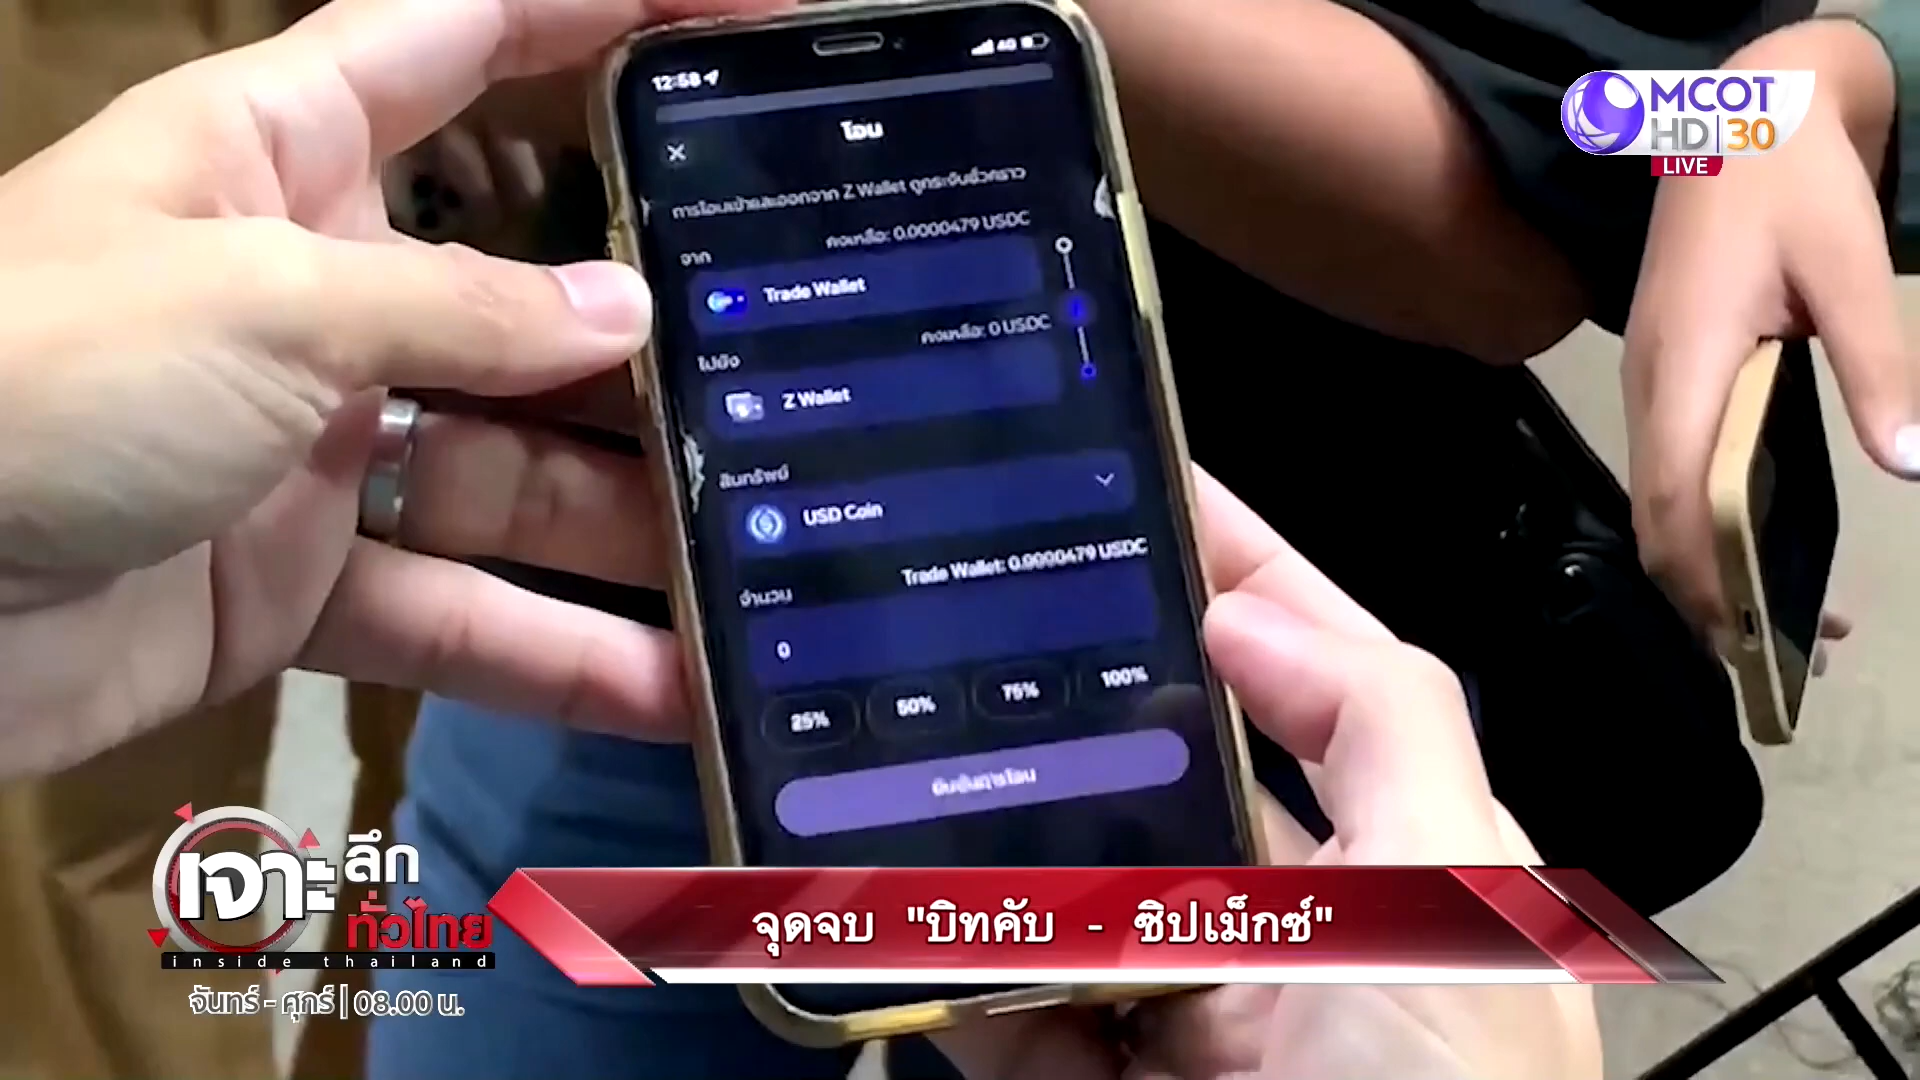 12:58
4G
MCOT
HD 30
LIVE
โอน
การโอนเข้าและออกจาก Z Wallet ถูกระงับชั่วคราว
จาก
คงเหลือ: 0.0000479 USDC
Trade Wallet
ไปยัง
คงเหลือ: 0 USDC
Z Wallet
สินทรัพย์
USD Coin
จำนวน
Trade Wallet: 0.0000479 USDC
0
25% 50% 75% 100%
ยืนยันการโอน
เจาะลึก
ทั่วไทย
inside thailand
จันทร์ - ศุกร์ | 08.00 น.
จุดจบ "บิทคับ - ซิปเม็กซ์"